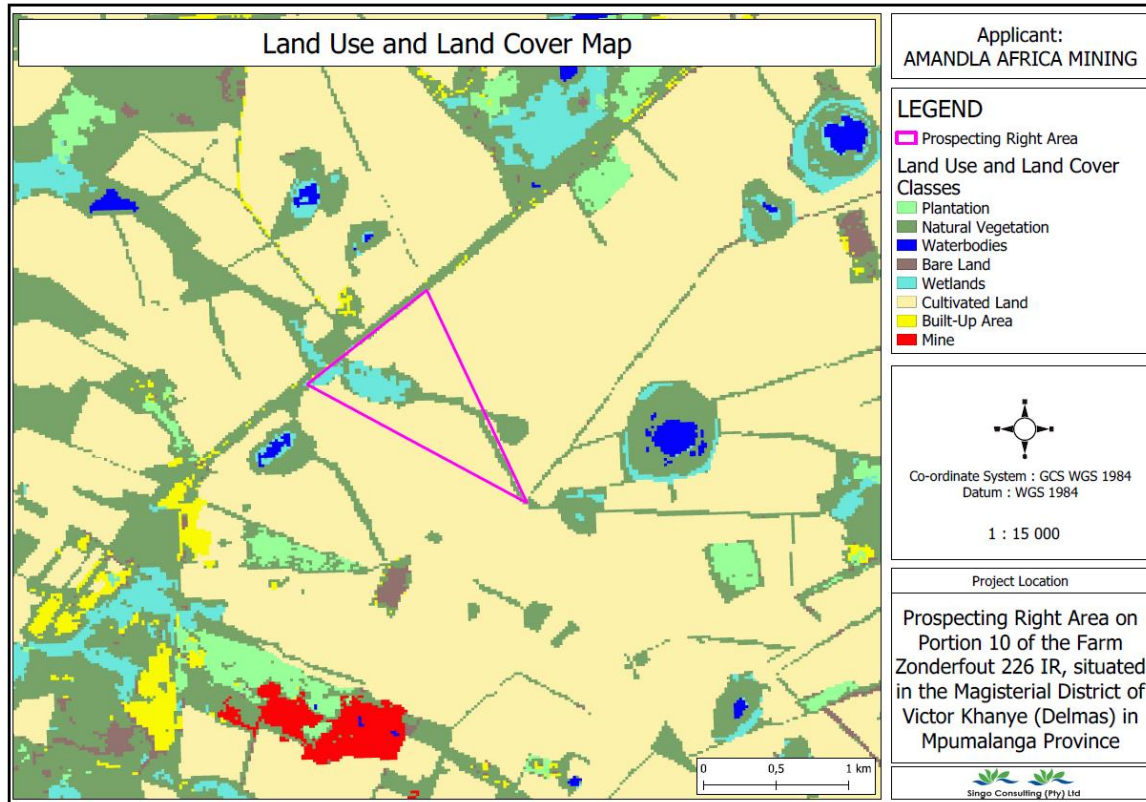 Land Use and Land Cover Map
Applicant:
AMANDLA AFRICA MINING
LEGEND
Prospecting Right Area
Land Use and Land Cover
Classes
Plantation
Natural Vegetation
Waterbodies
Bare Land
Wetlands
Cultivated Land
Built-Up Area
Mine
Co-ordinate System : GCS WGS 1984
Datum : WGS 1984
1 : 15 000
Project Location
Prospecting Right Area on
Portion 10 of the Farm
Zonderfout 226 IR, situated
in the Magisterial District of
Victor Khanye (Delmas) in
Mpumalanga Province
0 0,5 1 km
Singo Consulting (Pty) Ltd